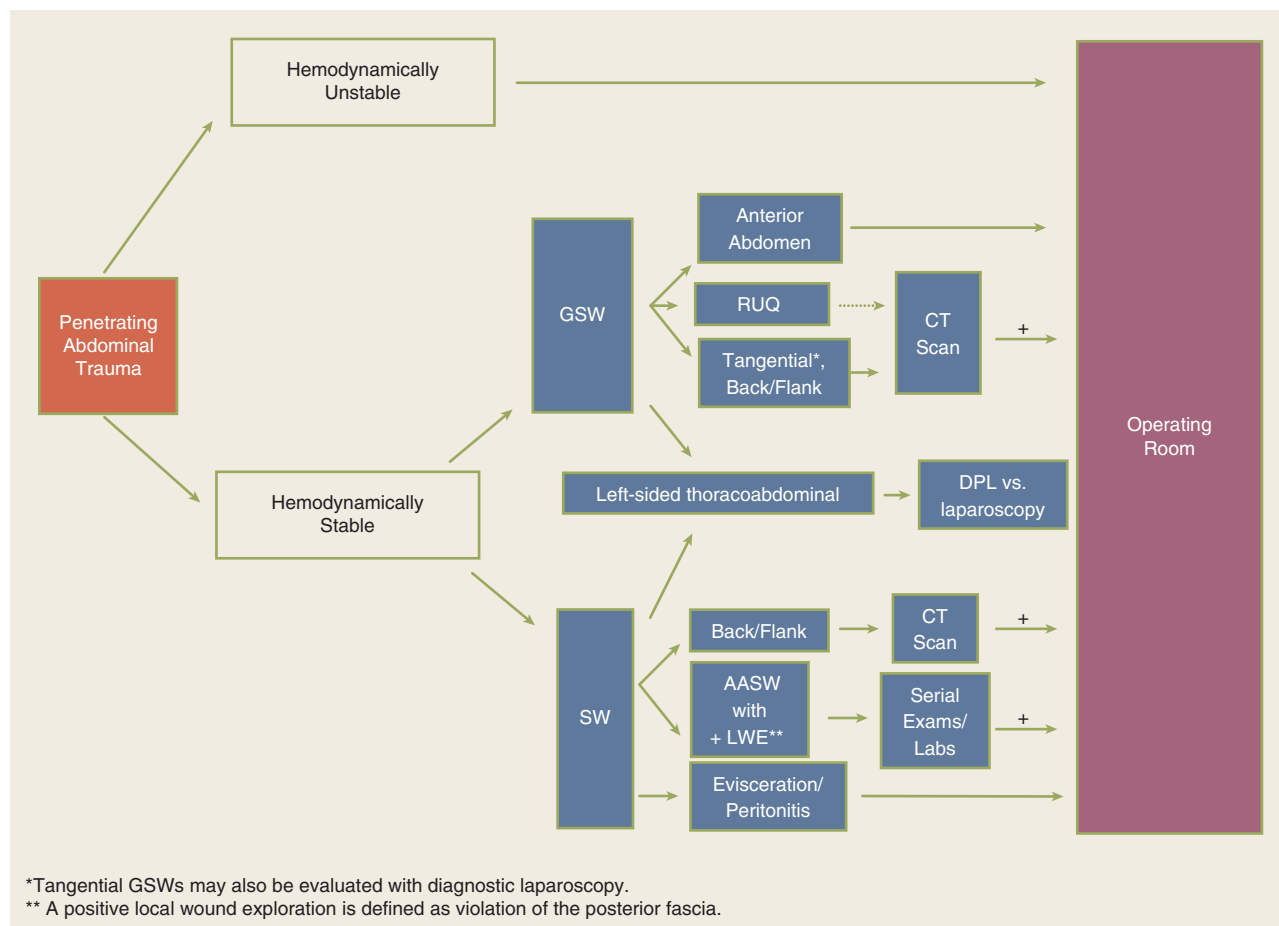 Hemodynamically
Unstable
Anterior
Abdomen
Penetrating
Abdominal
Trauma
GSW
RUQ
CT
Scan
+
Tangential*,
Back/Flank
Operating
Room
Hemodynamically
Stable
Left-sided thoracoabdominal
DPL vs.
laparoscopy
SW
Back/Flank
CT
Scan
+
AASW
with
+ LWE**
Serial
Exams/
Labs
+
Evisceration/
Peritonitis
*Tangential GSWs may also be evaluated with diagnostic laparoscopy.
** A positive local wound exploration is defined as violation of the posterior fascia.